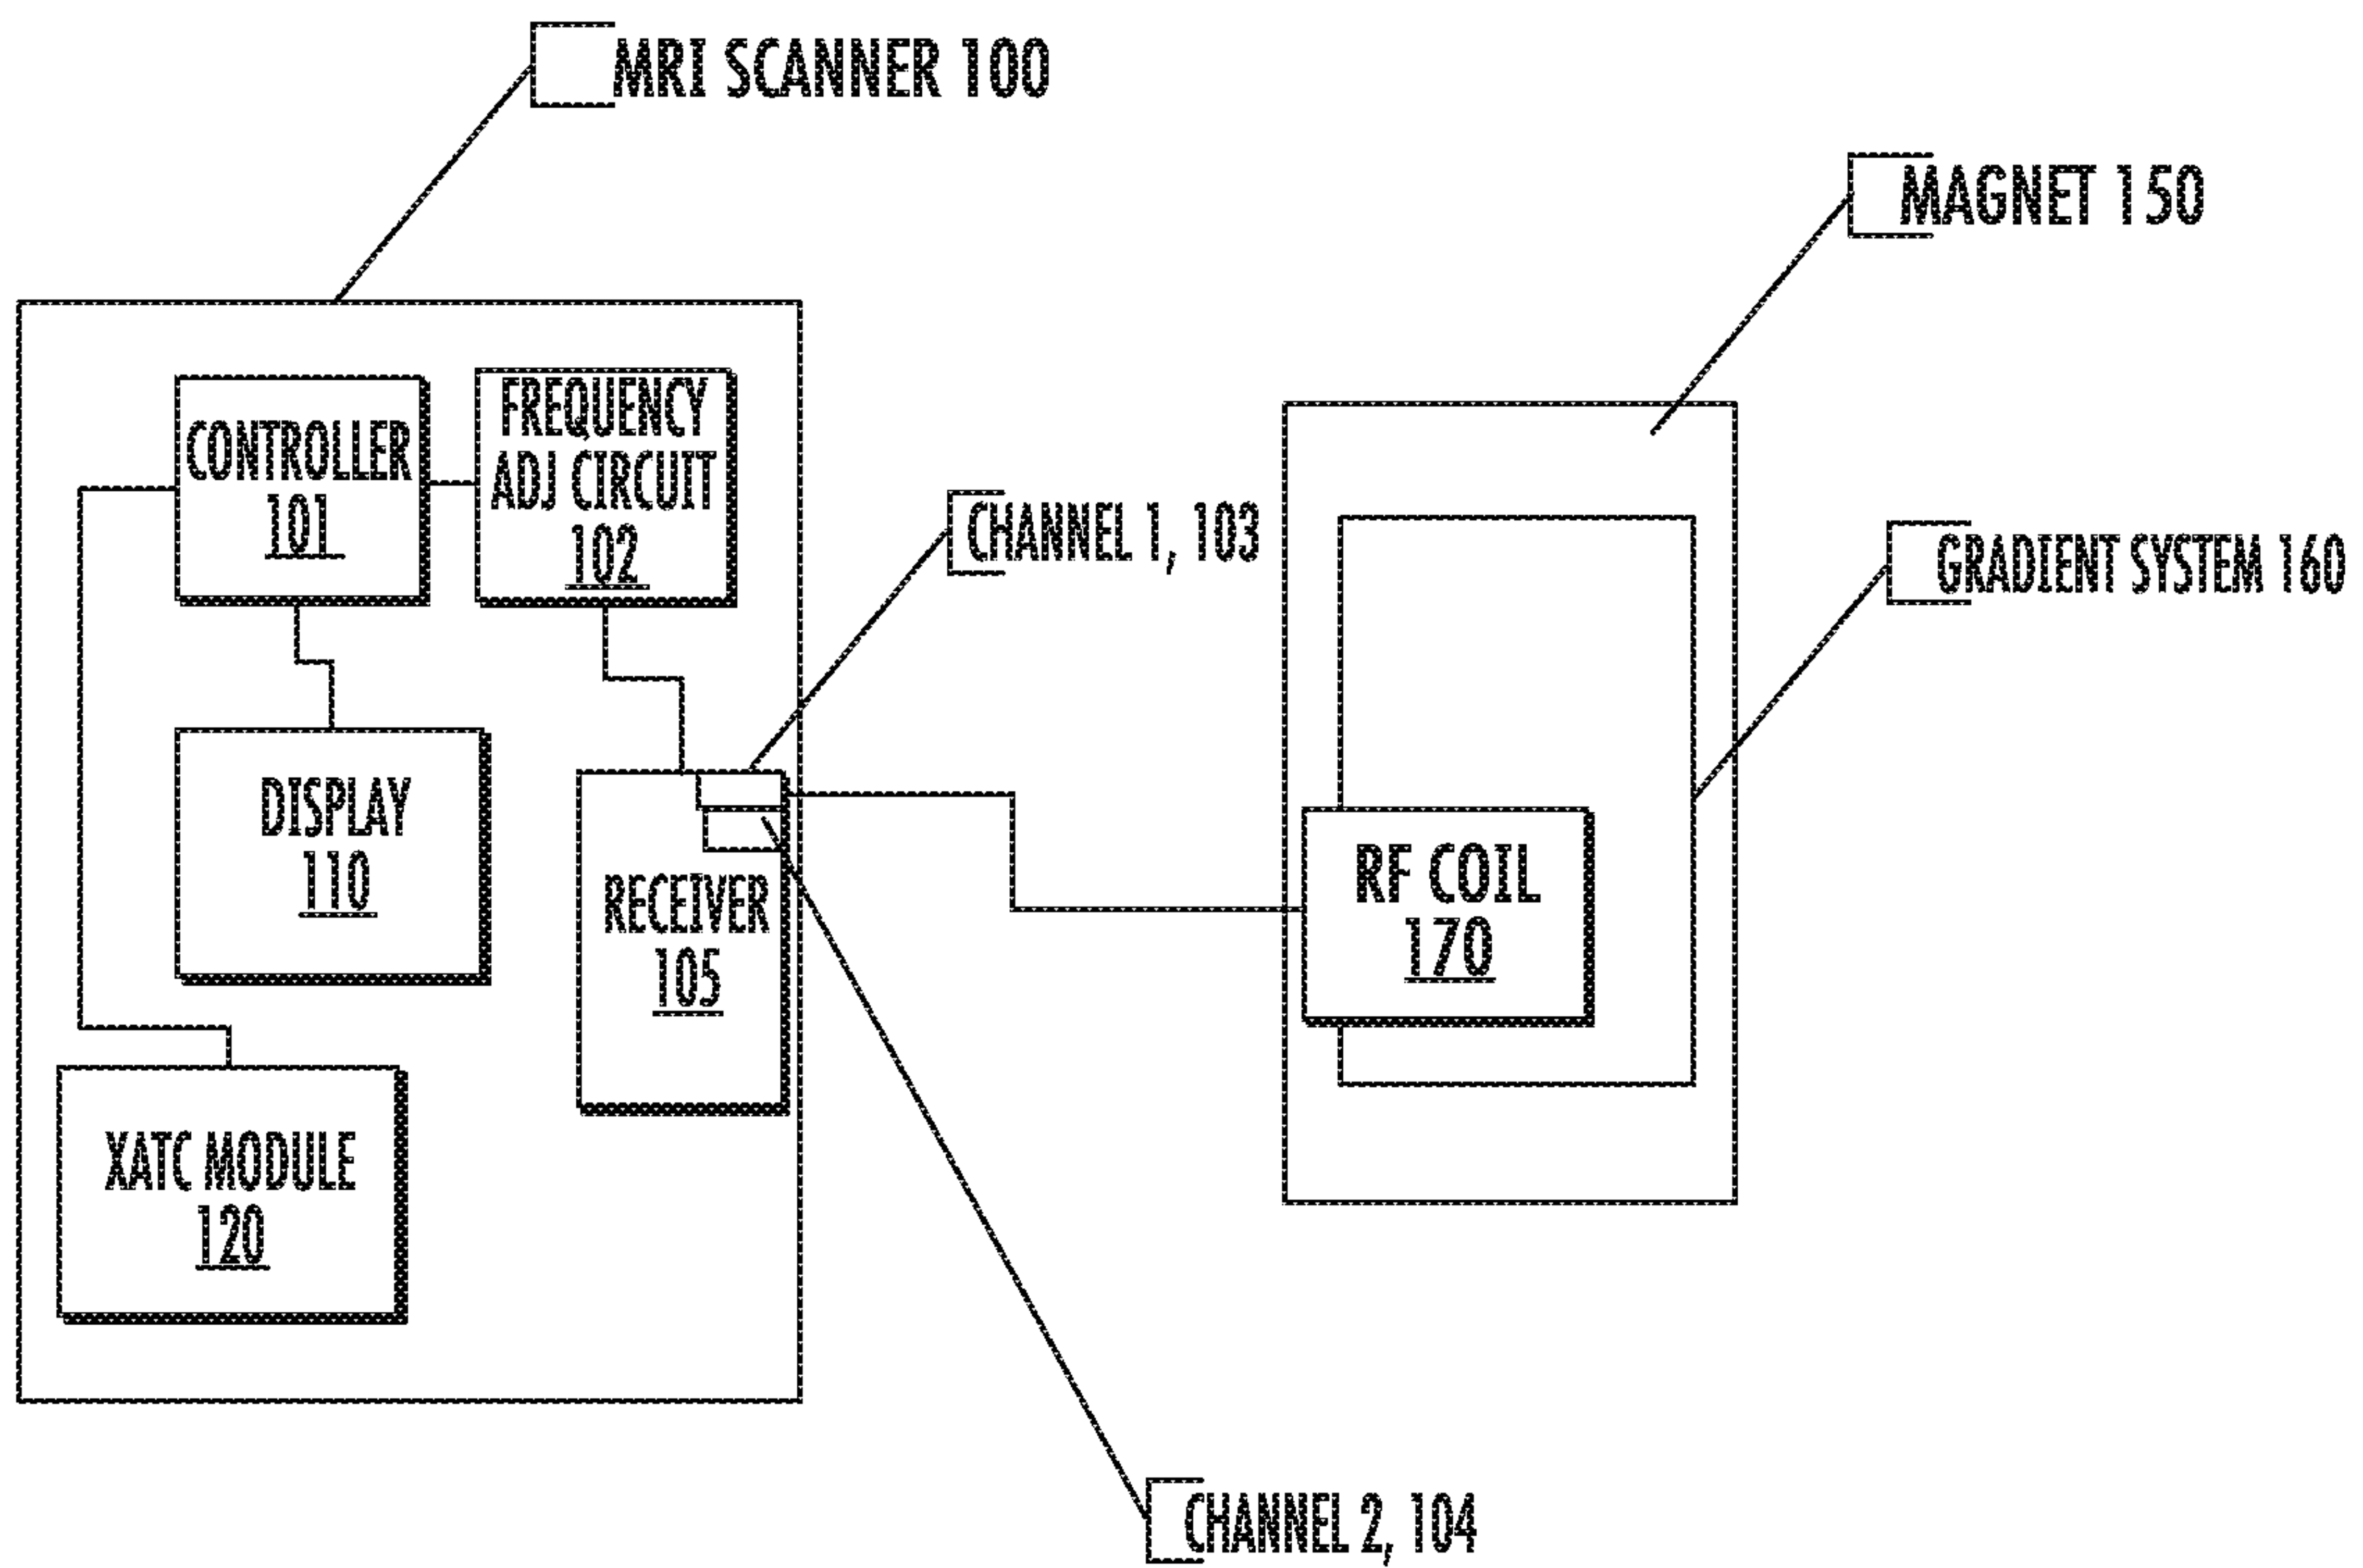 MRI SCANNER 100
MAGNET 150
CONTROLLER
101
FREQUENCY
ADJ CIRCUIT
102
CHANNEL 1, 103
GRADIENT SYSTEM 160
DISPLAY
110
RECEIVER
105
RF COIL
170
XATC MODULE
120
CHANNEL 2, 104